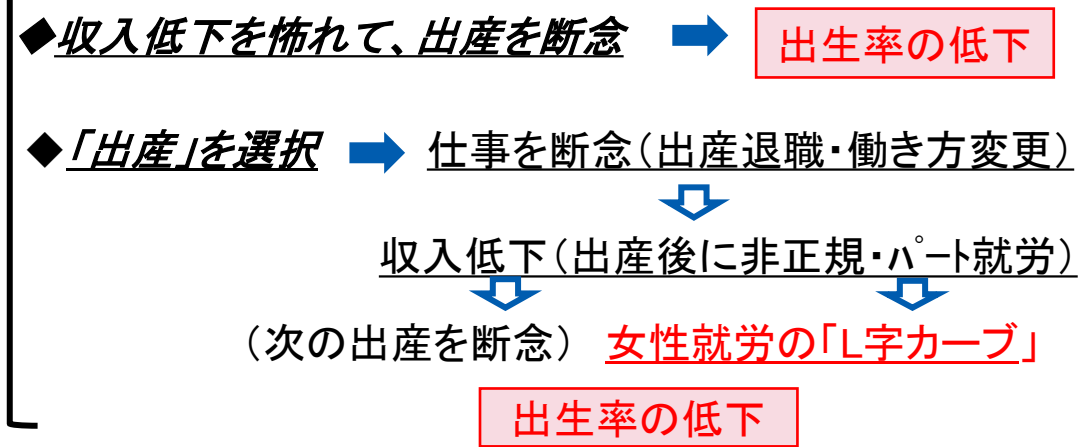 ◆収入低下を怖れて、出産を断念 出生率の低下
◆「出産」を選択 仕事を断念(出産退職・働き方変更)
収入低下(出産後に非正規・パート就労)
(次の出産を断念) 女性就労の「L字カーブ」
出生率の低下